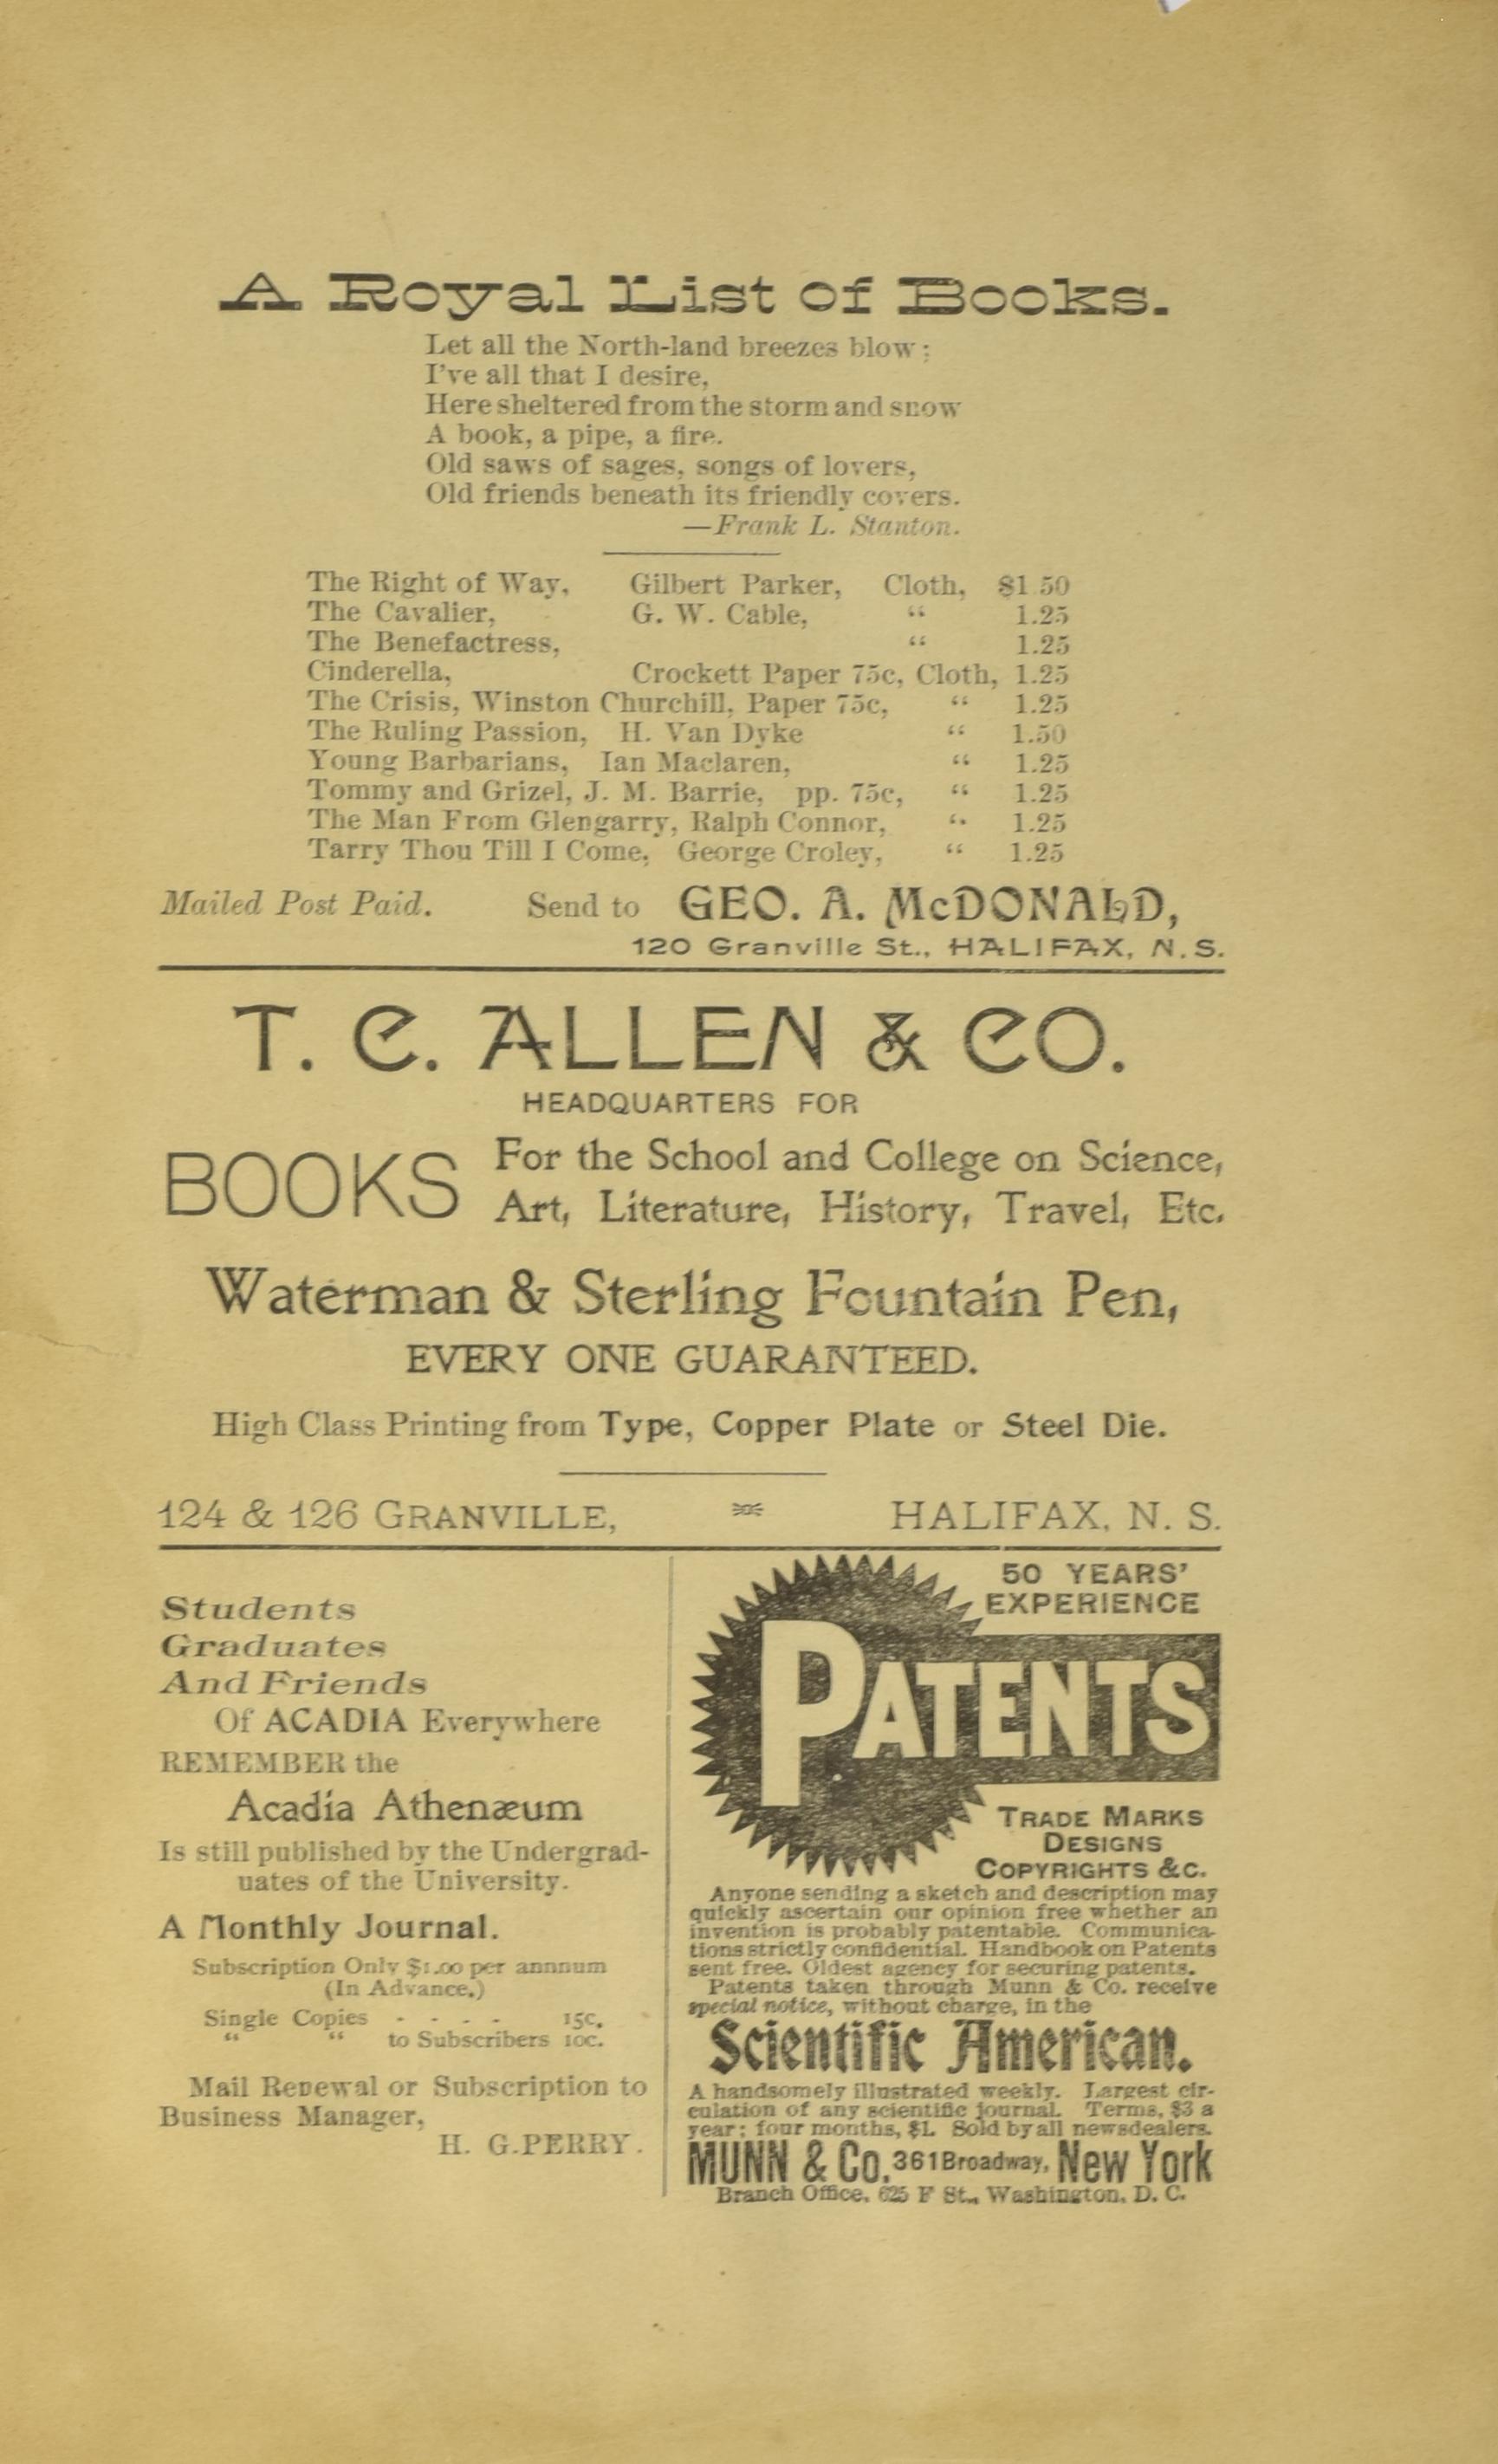 A Royal List of Books.
Let all the North-land breezes blow;
I've all that I desire,
Here sheltered from the storm and snow
A book, a pipe, a fire.
Old saws of sages, songs of lovers,
Old friends beneath its friendly covers.
—Frank L. Stanton.
The Right of Way, Gilbert Parker, Cloth, $1 50
The Cavalier, G. W. Cable, “ 1.25
The Benefactress, “ 1.25
Cinderella, Crockett Paper 75c, Cloth, 1.25
The Crisis, Winston Churchill, Paper 75c, “ 1.25
The Ruling Passion, H. Van Dyke “ 1.50
Young Barbarians, Ian Maclaren, “ 1.25
Tommy and Grizel, J. M. Barrie, pp. 75c, “ 1.25
The Man From Glengarry, Ralph Connor, “ 1.25
Tarry Thou Till I Come, George Croley, “ 1.25
Mailed Post Paid. Send to GEO. A. McDONALD,
120 Granville St., HALIFAX, N.S.
T. C. ALLEN & CO.
HEADQUARTERS FOR
BOOKS For the School and College on Science,
Art, Literature, History, Travel, Etc.
Waterman & Sterling Fountain Pen,
EVERY ONE GUARANTEED.
High Class Printing from Type, Copper Plate or Steel Die.
124 & 126 GRANVILLE, HALIFAX, N. S.
Students
Graduates
And Friends
Of ACADIA Everywhere
REMEMBER the
Acadia Athenæum
Is still published by the Undergrad-
uates of the University.
A Monthly Journal.
Subscription Only $1.00 per annnum
(In Advance.)
Single Copies - - - - 15c.
“ “ to Subscribers 10c.
Mail Renewal or Subscription to
Business Manager,
H. G. PERRY.
50 YEARS'
EXPERIENCE
PATENTS
TRADE MARKS
DESIGNS
COPYRIGHTS &C.
Anyone sending a sketch and description may
quickly ascertain our opinion free whether an
invention is probably patentable. Communica-
tions strictly confidential. Handbook on Patents
sent free. Oldest agency for securing patents.
Patents taken through Munn & Co. receive
special notice, without charge, in the
Scientific American.
A handsomely illustrated weekly. Largest cir-
culation of any scientific journal. Terms, $3 a
year; four months, $1. Sold by all newsdealers.
MUNN & Co. 361 Broadway, New York
Branch Office, 625 F St., Washington, D. C.